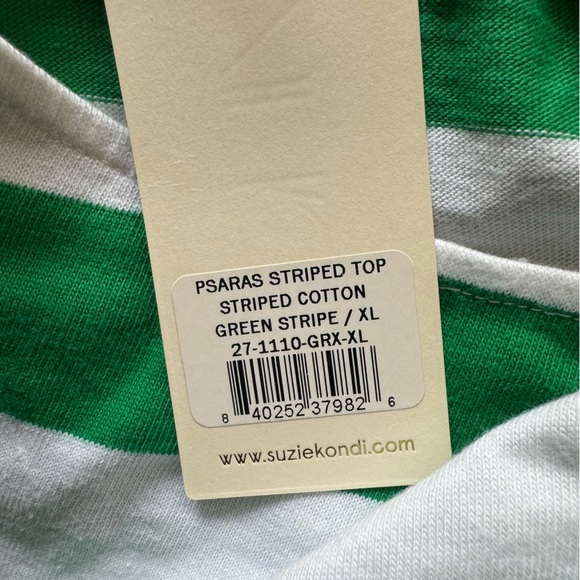 PSARAS STRIPED TOP
STRIPED COTTON
GREEN STRIPE / XL
27-1110-GRX-XL
8 40252 37982 6
www.suziekondi.com